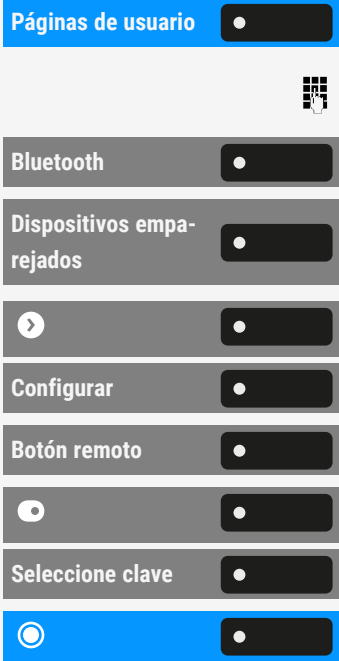 Páginas de usuario
Bluetooth
Dispositivos empa-
rejados
Configurar
Botón remoto
Seleccione clave